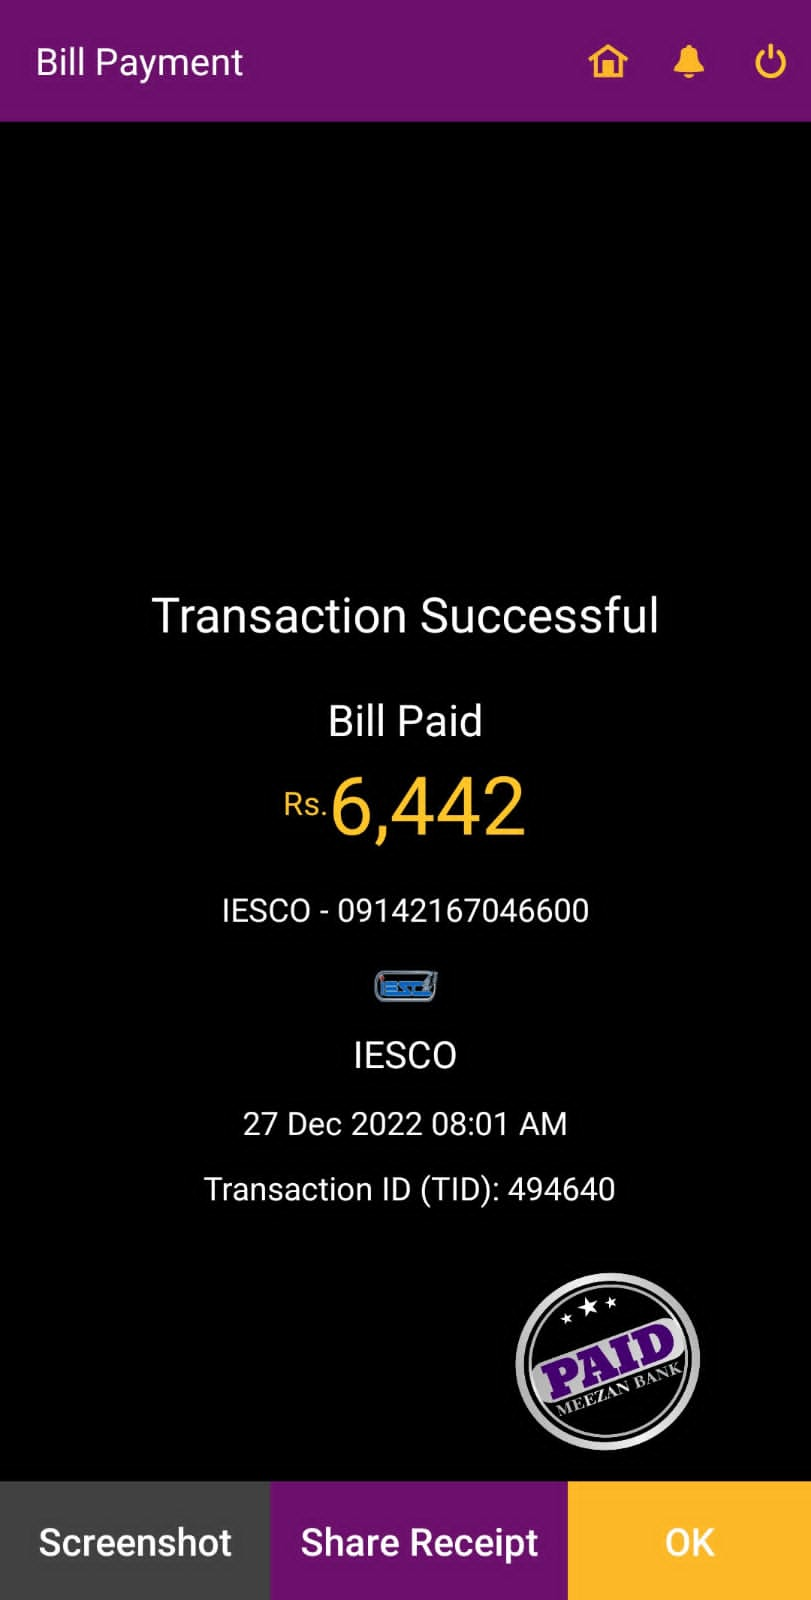 Bill Payment
Transaction Successful
Bill Paid
Rs.6,442
IESCO - 09142167046600
IESCO
IESCO
27 Dec 2022 08:01 AM
Transaction ID (TID): 494640
PAID
MEEZAN BANK
Screenshot
Share Receipt
OK